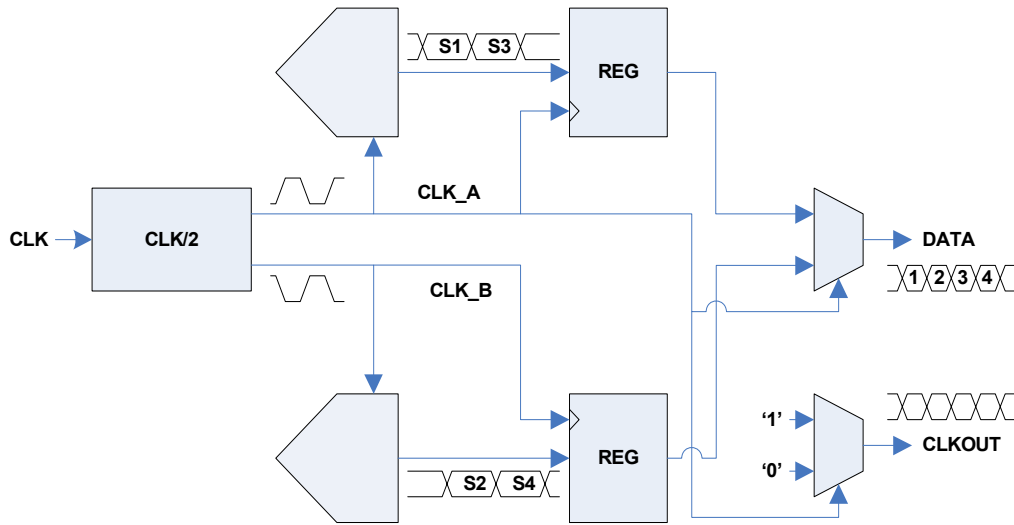 S1 S3
REG
CLK_A
CLK
CLK/2
DATA
CLK_B
1 2 3 4
'1'
CLKOUT
REG
'0'
S2 S4